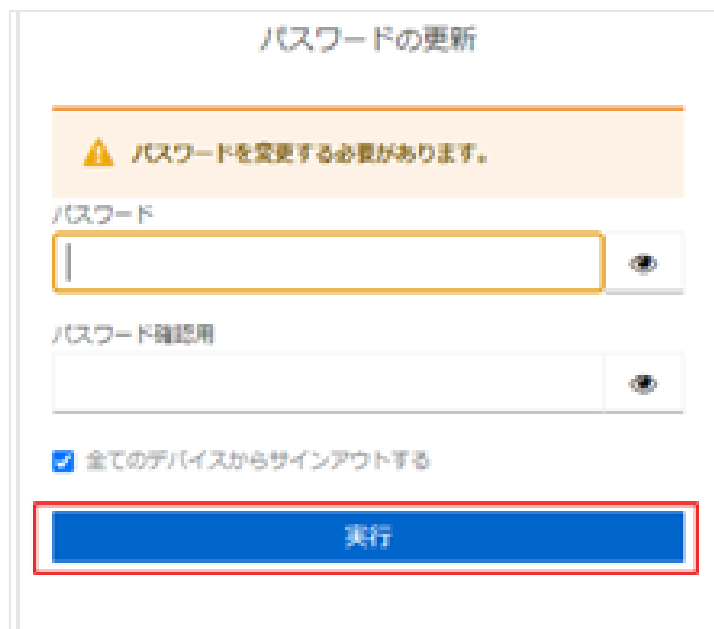 パスワードの更新
パスワードを変更する必要があります。
パスワード
パスワード確認用
全てのデバイスからサインアウトする
実行